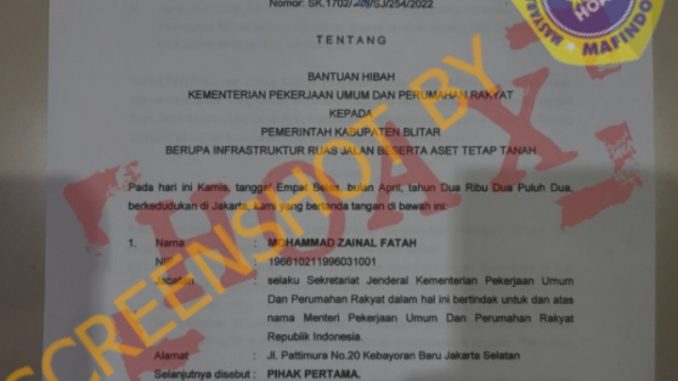 Nomor: SK.1702/ /SJ/254/2022
TENTANG
BANTUAN HIBAH
KEMENTERIAN PEKERJAAN UMUM DAN PERUMAHAN RAKYAT
KEPADA
PEMERINTAH KABUPATEN BLITAR
BERUPA INFRASTRUKTUR RUAS JALAN BESERTA ASET TETAP TANAH
Pada hari ini Kamis, tanggal Empat Belas, bulan April, tahun Dua Ribu Dua Puluh Dua,
berkedudukan di Jakarta, kami yang bertanda tangan di bawah ini:
1. Nama : MOHAMMAD ZAINAL FATAH
NIP : 196610211996031001
Jabatan : selaku Sekretariat Jenderal Kementerian Pekerjaan Umum
Dan Perumahan Rakyat dalam hal ini bertindak untuk dan atas
nama Menteri Pekerjaan Umum Dan Perumahan Rakyat
Republik Indonesia.
Alamat : Jl. Pattimura No.20 Kebayoran Baru Jakarta Selatan
Selanjutnya disebut : PIHAK PERTAMA.
SCREENSHOT BY
HOAX
MAFINDO